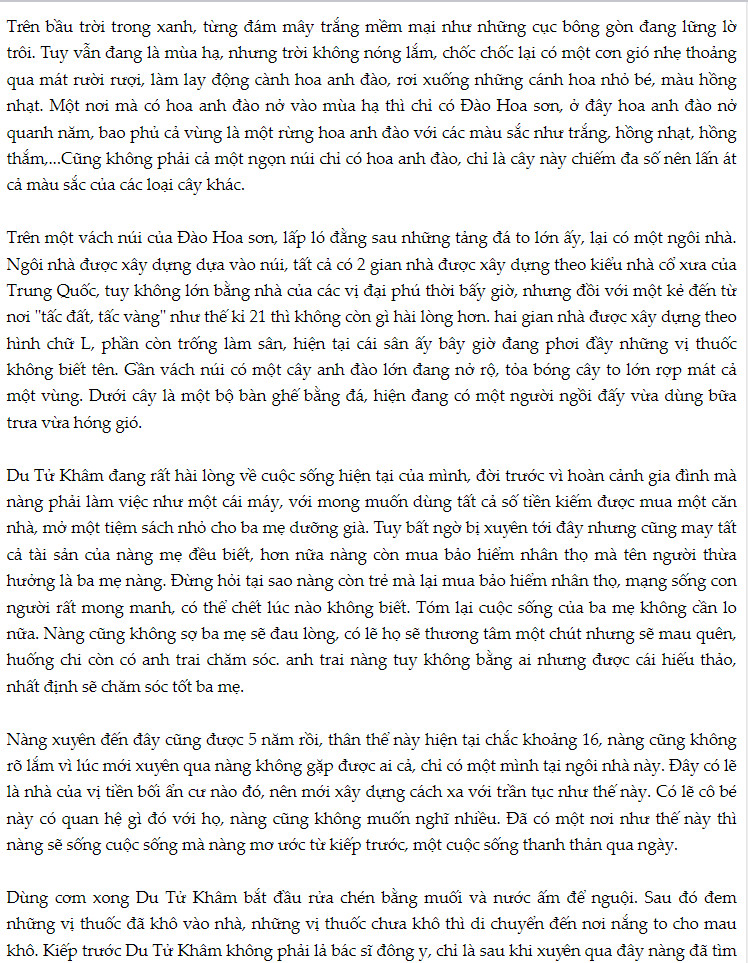 Trên bầu trời trong xanh, từng đám mây trắng mềm mại như những cục bông gòn đang lững lờ
trôi. Tuy vẫn đang là mùa hạ, nhưng trời không nóng lắm, chốc chốc lại có một cơn gió nhẹ thoảng
qua mát rười rượi, làm lay động cành hoa anh đào, rơi xuống những cánh hoa nhỏ bé, màu hồng
nhạt. Một nơi mà có hoa anh đào nở vào mùa hạ thì chỉ có Đào Hoa sơn, ở đây hoa anh đào nở
quanh năm, bao phủ cả vùng là một rừng hoa anh đào với các màu sắc như trắng, hồng nhạt, hồng
thắm,...Cũng không phải cả một ngọn núi chỉ có hoa anh đào, chỉ là cây này chiếm đa số nên lấn át
cả màu sắc của các loại cây khác.
Trên một vách núi của Đào Hoa sơn, lấp ló đằng sau những tảng đá to lớn ấy, lại có một ngôi nhà.
Ngôi nhà được xây dựng dựa vào núi, tất cả có 2 gian nhà được xây dựng theo kiểu nhà cổ xưa của
Trung Quốc, tuy không lớn bằng nhà của các vị đại phú thời bấy giờ, nhưng đồi với một kẻ đến từ
nơi "tấc đất, tấc vàng" như thế kỉ 21 thì không còn gì hài lòng hơn. hai gian nhà được xây dựng theo
hình chữ L, phần còn trống làm sân, hiện tại cái sân ấy bây giờ đang phơi đầy những vị thuốc
không biết tên. Gần vách núi có một cây anh đào lớn đang nở rộ, tỏa bóng cây to lớn rợp mát cả
một vùng. Dưới cây là một bộ bàn ghế bằng đá, hiện đang có một người ngồi đấy vừa dùng bữa
trưa vừa hóng gió.
Du Tử Khâm đang rất hài lòng về cuộc sống hiện tại của mình, đời trước vì hoàn cảnh gia đình mà
nàng phải làm việc như một cái máy, với mong muốn dùng tất cả số tiền kiếm được mua một căn
nhà, mở một tiệm sách nhỏ cho ba mẹ dưỡng già. Tuy bất ngờ bị xuyên tới đây nhưng cũng may tất
cả tài sản của nàng mẹ đều biết, hơn nữa nàng còn mua bảo hiểm nhân thọ mà tên người thừa
hưởng là ba mẹ nàng. Đừng hỏi tại sao nàng còn trẻ mà lại mua bảo hiểm nhân thọ, mạng sống con
người rất mong manh, có thể chết lúc nào không biết. Tóm lại cuộc sống của ba mẹ không cần lo
nữa. Nàng cũng không sợ ba mẹ sẽ đau lòng, có lẽ họ sẽ thương tâm một chút nhưng sẽ mau quên,
huống chi còn có anh trai chăm sóc. anh trai nàng tuy không bằng ai nhưng được cái hiếu thảo,
nhất định sẽ chăm sóc tốt ba mẹ.
Nàng xuyên đến đây cũng được 5 năm rồi, thân thể này hiện tại chắc khoảng 16, nàng cũng không
rõ lắm vì lúc mới xuyên qua nàng không gặp được ai cả, chỉ có một mình tại ngôi nhà này. Đây có lẽ
là nhà của vị tiền bối ẩn cư nào đó, nên mới xây dựng cách xa với trần tục như thế này. Có lẽ cô bé
này có quan hệ gì đó với họ, nàng cũng không muốn nghĩ nhiều. Đã có một nơi như thế này thì
nàng sẽ sống cuộc sống mà nàng mơ ước từ kiếp trước, một cuộc sống thanh thản qua ngày.
Dùng cơm xong Du Tử Khâm bắt đầu rửa chén bằng muối và nước ấm để nguội. Sau đó đem
những vị thuốc đã khô vào nhà, những vị thuốc chưa khô thì di chuyển đến nơi nắng to cho mau
khô. Kiếp trước Du Tử Khâm không phải lả bác sĩ đông y, chỉ là sau khi xuyên qua đây nàng đã tìm